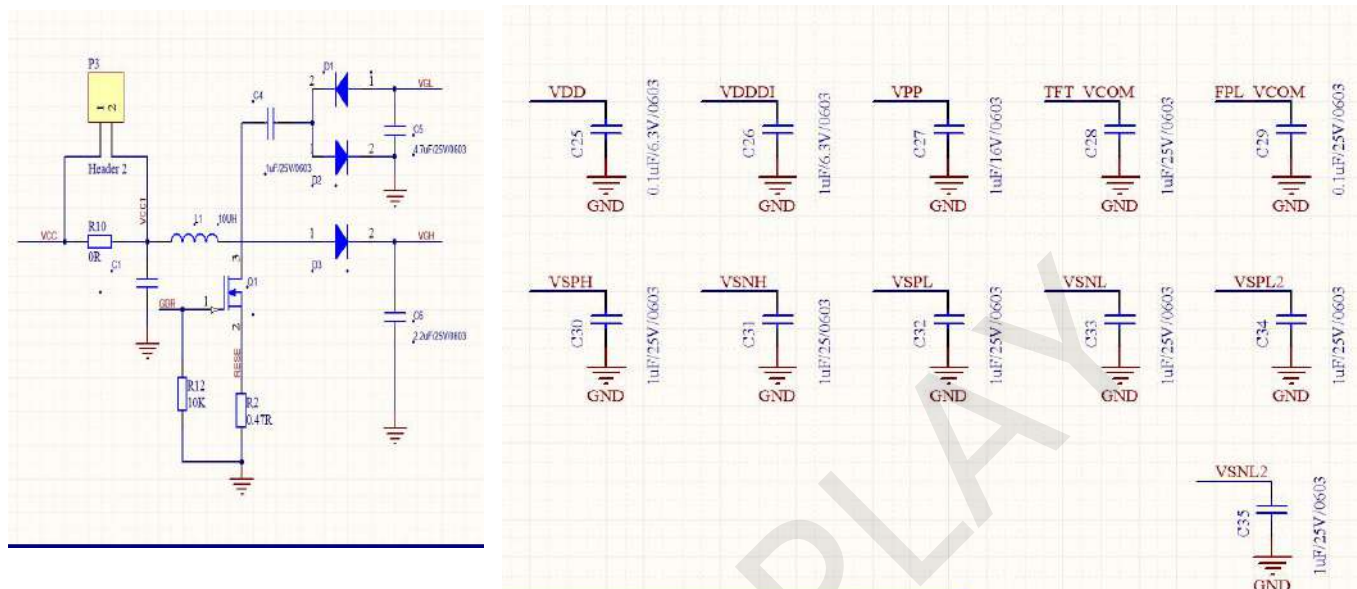 P3
1 2
Header 2
VCC
R10
0R
VCC1
C1
L1 10UH
C4
1uF/25V/0603
D1
2 1
VGL
C5
4.7uF/25V/0603
1 2
D2
1 2
D3
VGH
C6
2.2uF/25V/0603
GDR
1
3
Q1
2
RESE
R12
10K
R2
0.47R
VDD
C25
0.1uF/6.3V/0603
GND
VDDDI
C26
1uF/6.3V/0603
GND
VPP
C27
1uF/16V/0603
GND
TFT_VCOM
C28
1uF/25V/0603
GND
FPL_VCOM
C29
0.1uF/25V/0603
GND
VSPH
C30
1uF/25V/0603
GND
VSNH
C31
1uF/25/0603
GND
VSPL
C32
1uF/25V/0603
GND
VSNL
C33
1uF/25V/0603
GND
VSPL2
C34
1uF/25V/0603
GND
VSNL2
C35
1uF/25V/0603
GND
PLAY